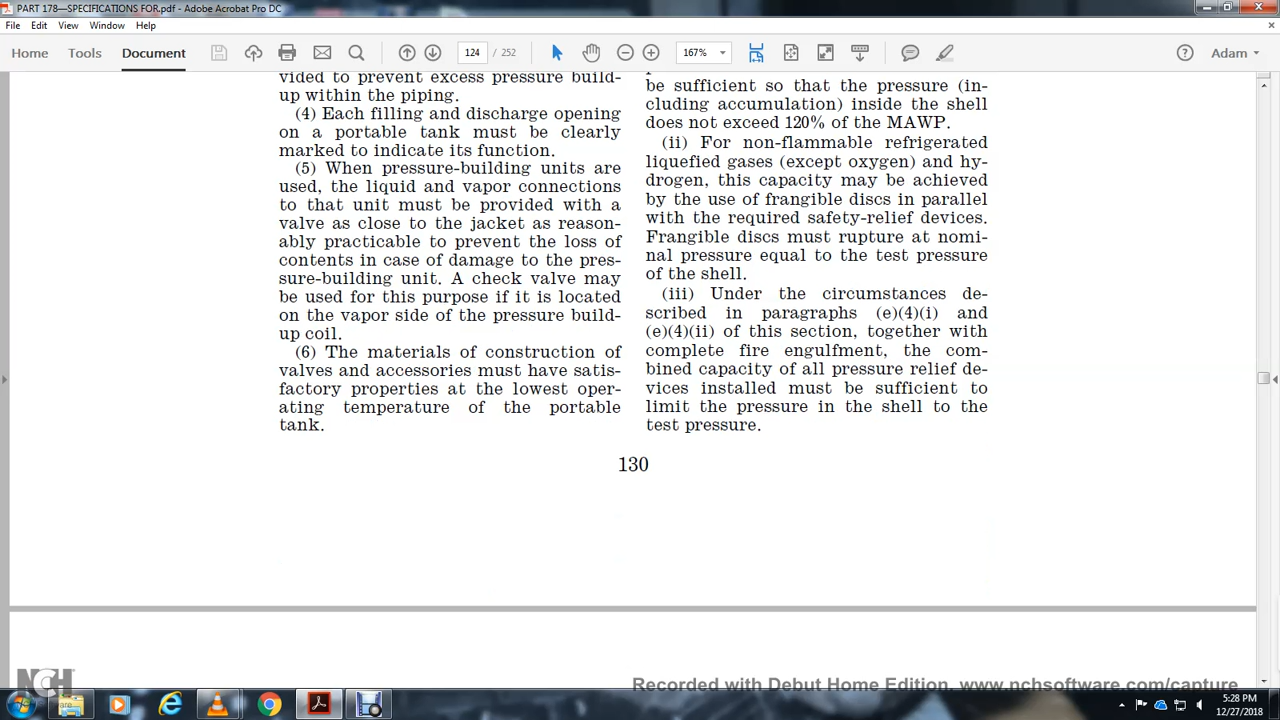 PART 178—SPECIFICATIONS FOR.pdf - Adobe Acrobat Pro DC
File Edit View Window Help
Home Tools Document
124 / 252
167%
Adam
vided to prevent excess pressure build-
up within the piping.
(4) Each filling and discharge opening
on a portable tank must be clearly
marked to indicate its function.
(5) When pressure-building units are
used, the liquid and vapor connections
to that unit must be provided with a
valve as close to the jacket as reason-
ably practicable to prevent the loss of
contents in case of damage to the pres-
sure-building unit. A check valve may
be used for this purpose if it is located
on the vapor side of the pressure build-
up coil.
(6) The materials of construction of
valves and accessories must have satis-
factory properties at the lowest oper-
ating temperature of the portable
tank.
be sufficient so that the pressure (in-
cluding accumulation) inside the shell
does not exceed 120% of the MAWP.
(ii) For non-flammable refrigerated
liquefied gases (except oxygen) and hy-
drogen, this capacity may be achieved
by the use of frangible discs in parallel
with the required safety-relief devices.
Frangible discs must rupture at nomi-
nal pressure equal to the test pressure
of the shell.
(iii) Under the circumstances de-
scribed in paragraphs (e)(4)(i) and
(e)(4)(ii) of this section, together with
complete fire engulfment, the com-
bined capacity of all pressure relief de-
vices installed must be sufficient to
limit the pressure in the shell to the
test pressure.
130
NCH
Recorded with Debut Home Edition. www.nchsoftware.com/capture
5:28 PM
12/27/2018